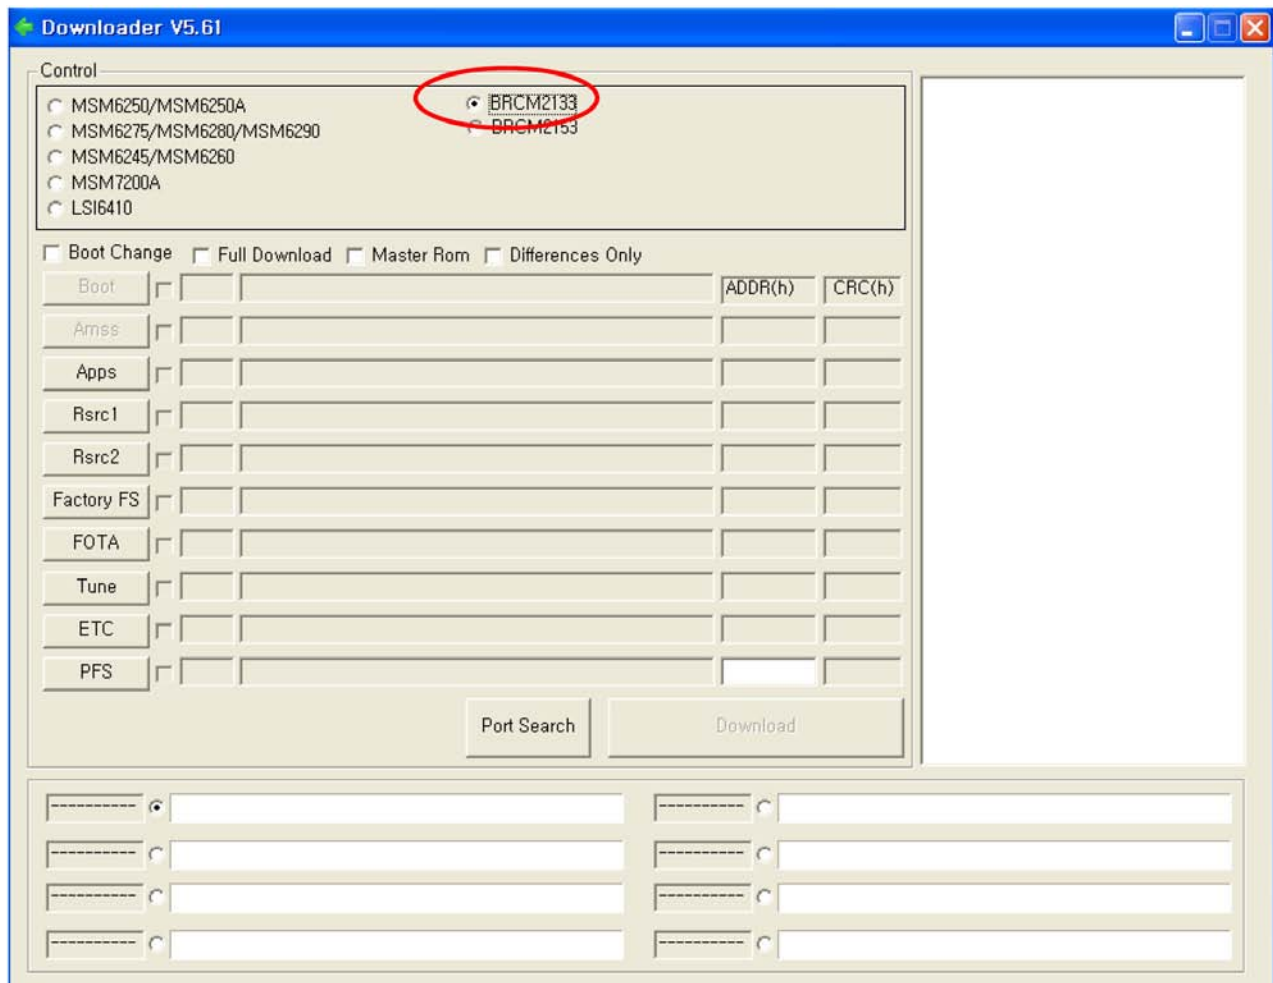 Downloader V5.61
Control
MSM6250/MSM6250A
BRCM2133
MSM6275/MSM6280/MSM6290
BRCM2153
MSM6245/MSM6260
MSM7200A
LSI6410
Boot Change Full Download Master Rom Differences Only
Boot ADDR(h) CRC(h)
Amss
Apps
Rsrc1
Rsrc2
Factory FS
FOTA
Tune
ETC
PFS
Port Search Download
---------- ----------
---------- ----------
---------- ----------
---------- ----------